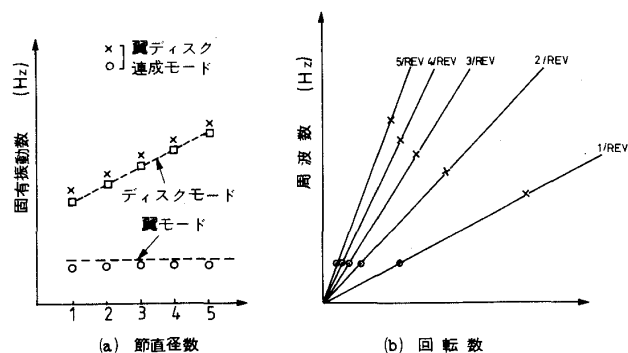 固有振動数 (Hz)
× 翼ディスク
○ 連成モード
ディスクモード
翼モード
1 2 3 4 5
(a) 節直径数
周波数 (Hz)
5/REV 4/REV 3/REV 2/REV
1/REV
(b) 回転数